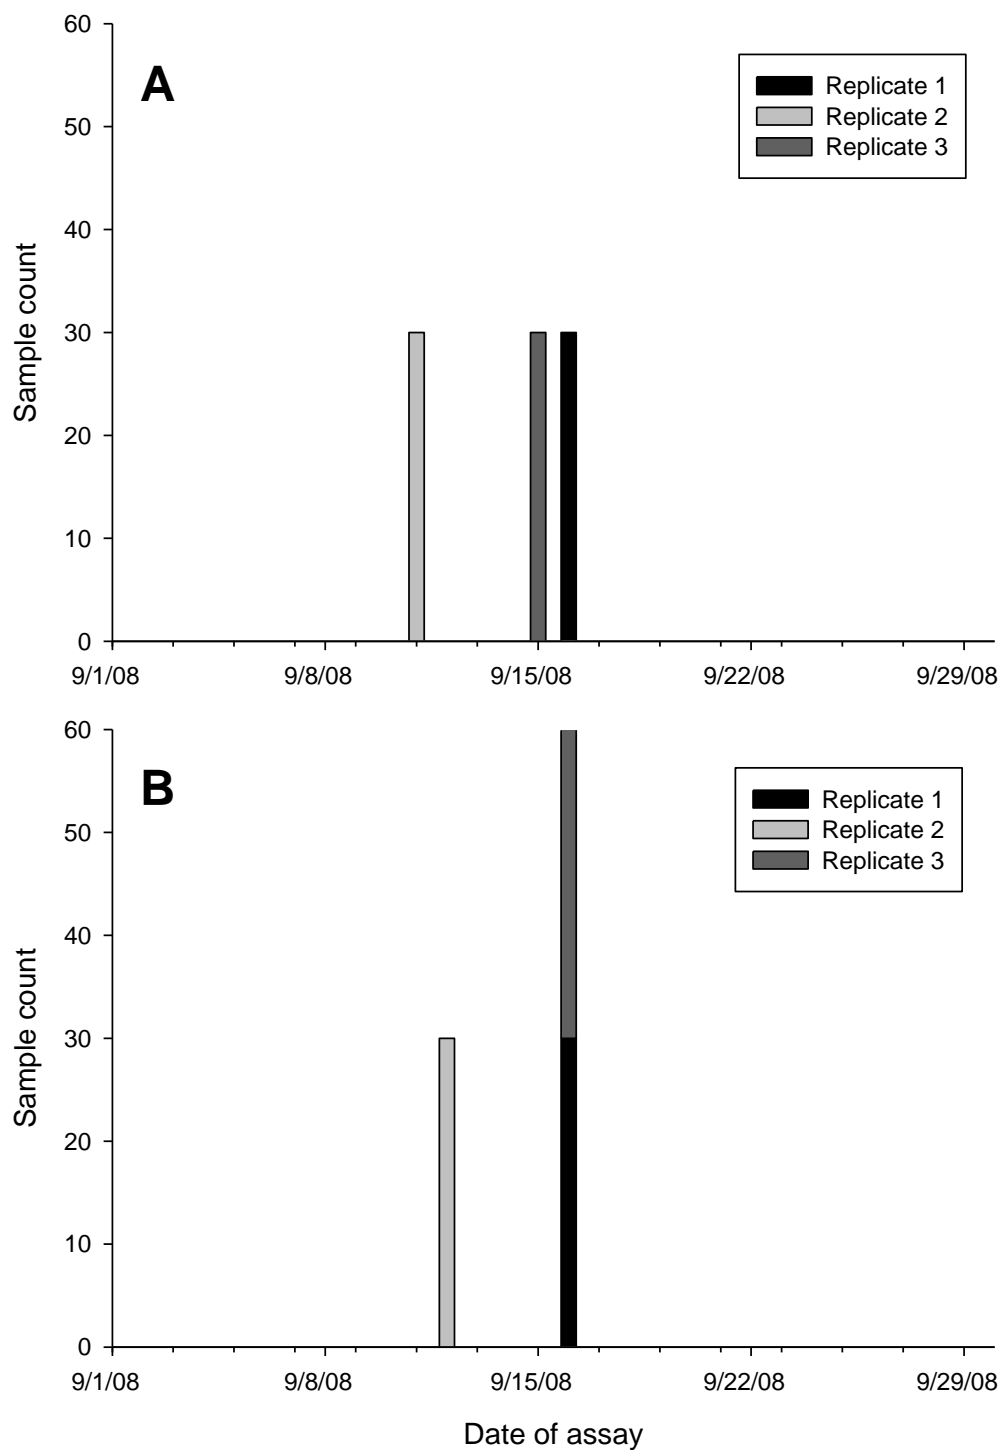 60
A
Replicate 1
Replicate 2
Replicate 3
50
40
Sample count
30
20
10
0
9/1/08 9/8/08 9/15/08 9/22/08 9/29/08
60
B
Replicate 1
Replicate 2
Replicate 3
50
40
Sample count
30
20
10
0
9/1/08 9/8/08 9/15/08 9/22/08 9/29/08
Date of assay